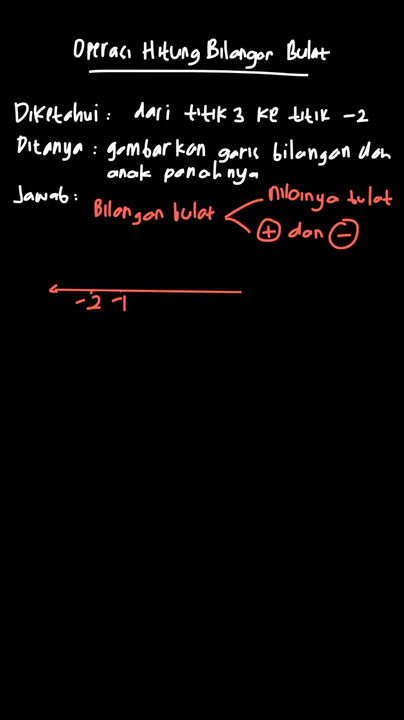 Operasi Hitung Bilangan Bulat
Diketahui : dari titik 3 ke titik -2
Ditanya : gambarkan garis bilangan dan
anak panahnya
Jawab :
Bilangan bulat
nilainya bulat
+ dan -
-2 -1